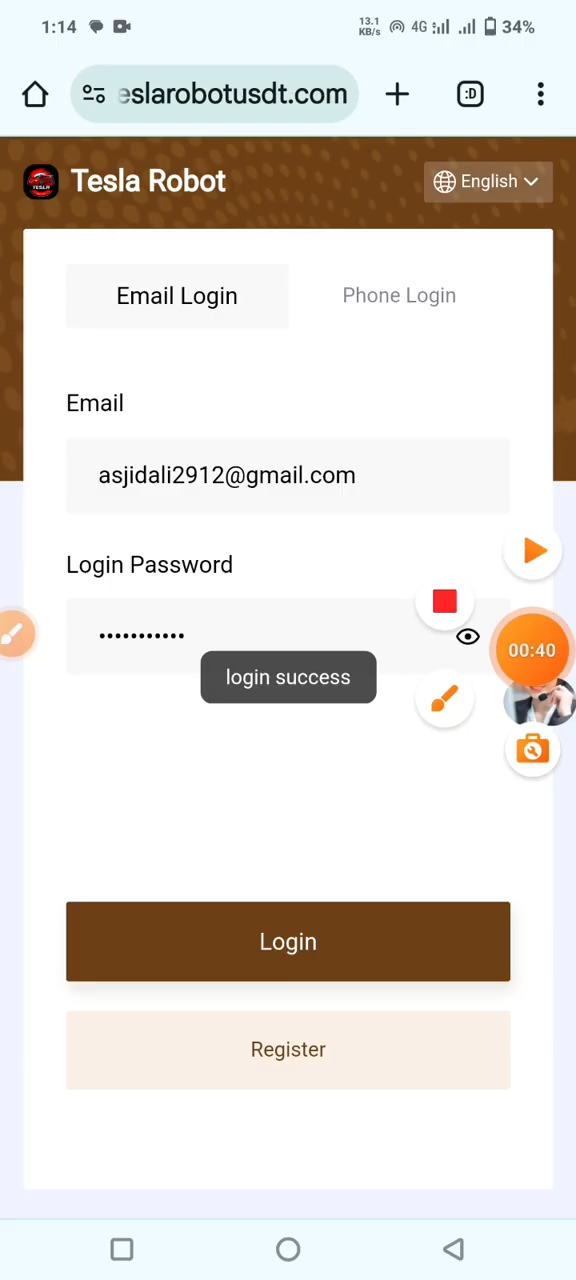 1:14 13.1 KB/s 4G 34%
eslarobotusdt.com :D
TESLA Tesla Robot English
Email Login Phone Login
Email
asjidali2912@gmail.com
Login Password
•••••••••••
00:40
login success
Login
Register